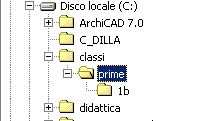 Disco locale (C:)
ArchiCAD 7.0
C_DILLA
classi
prime
1b
didattica